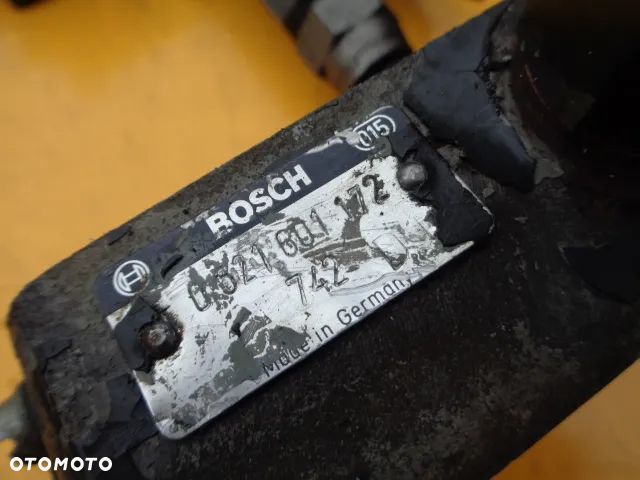 BOSCH
015
0 521 601 172
742 D
Made in Germany
OTOMOTO